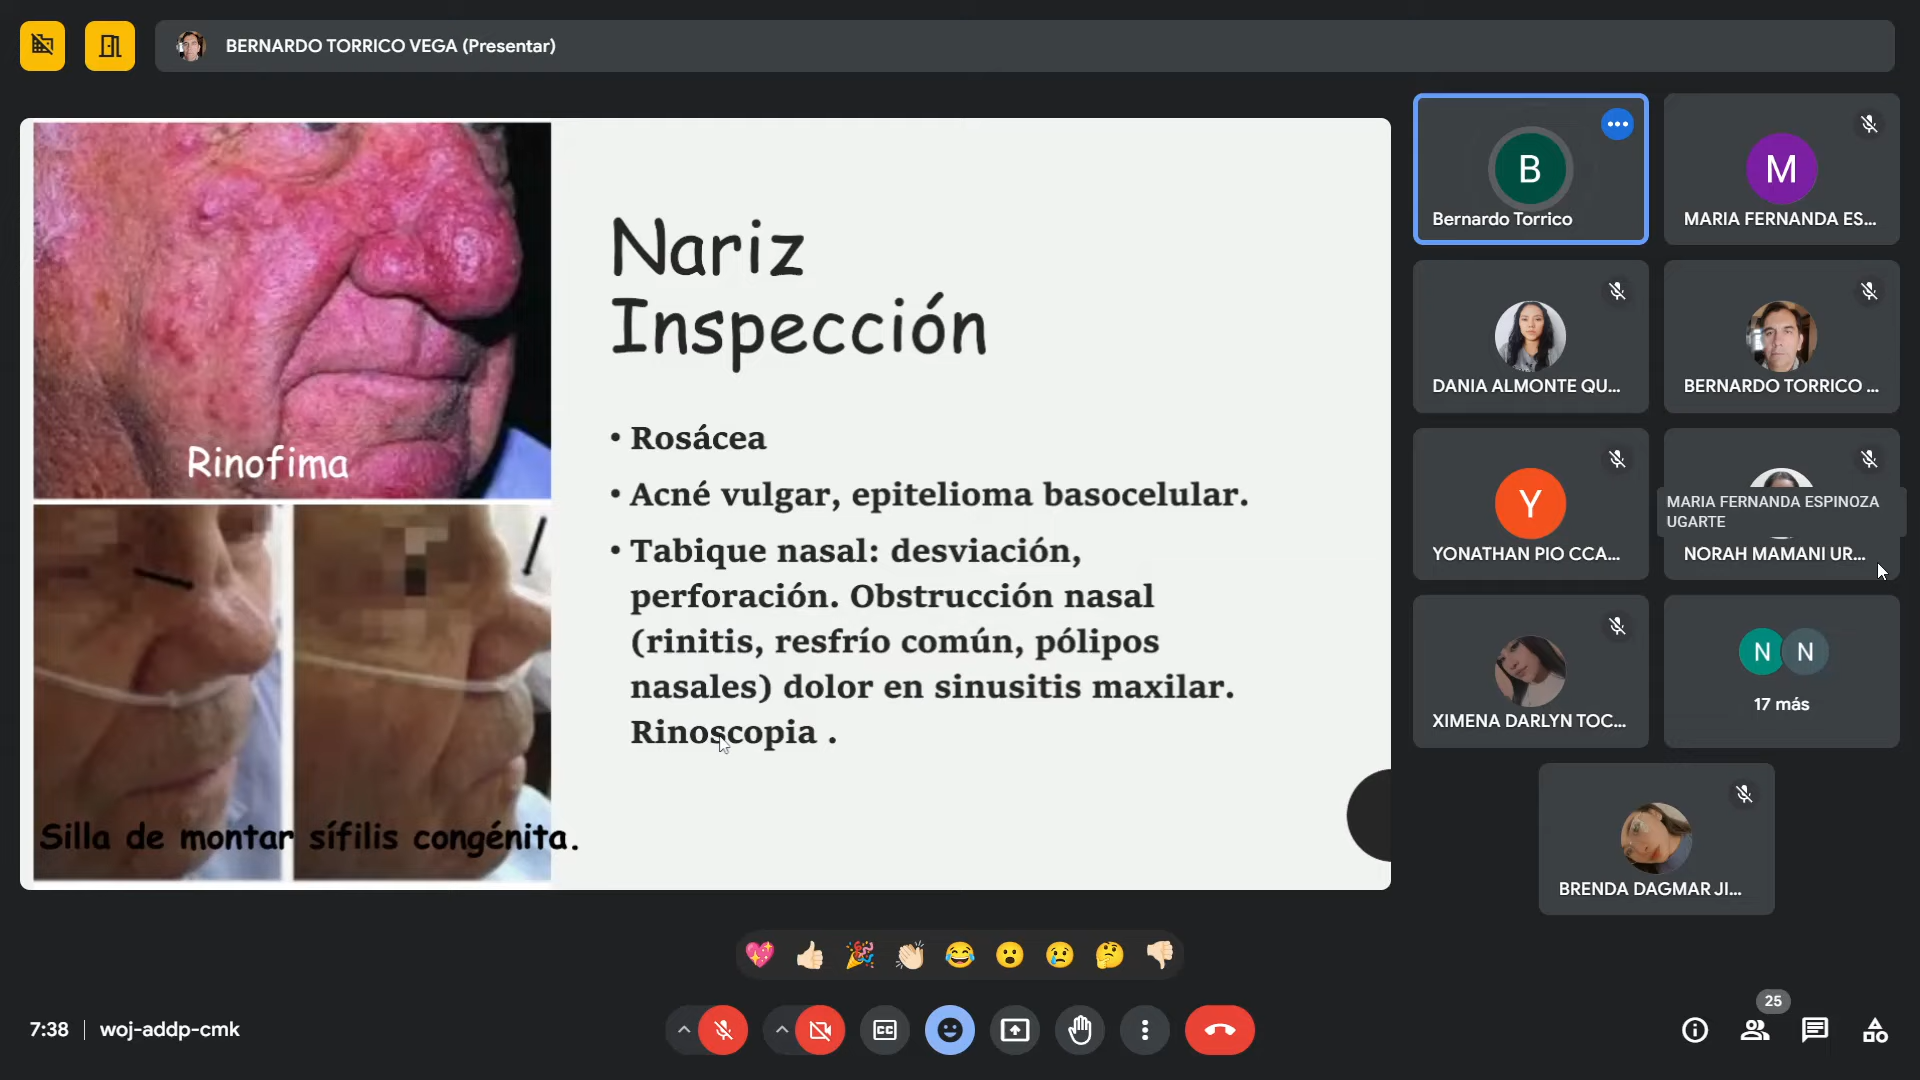 BERNARDO TORRICO VEGA (Presentar)
Rinofima
Silla de montar sífilis congénita.
Nariz
Inspección
• Rosácea
• Acné vulgar, epitelioma basocelular.
• Tabique nasal: desviación,
perforación. Obstrucción nasal
(rinitis, resfrío común, pólipos
nasales) dolor en sinusitis maxilar.
Rinoscopia .
B
Bernardo Torrico
M
MARIA FERNANDA ES...
DANIA ALMONTE QU...
BERNARDO TORRICO ...
Y
YONATHAN PIO CCA...
MARIA FERNANDA ESPINOZA
UGARTE
NORAH MAMANI UR...
XIMENA DARLYN TOC...
N N
17 más
BRENDA DAGMAR JI...
7:38 | woj-addp-cmk
CC
25